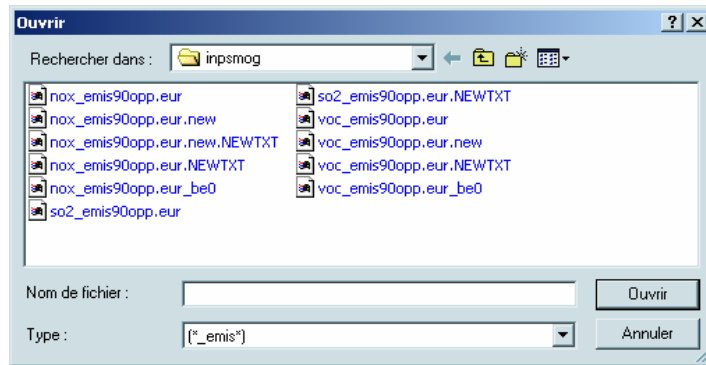 Ouvrir
Rechercher dans :
inpsmog
nox_emis90opp.eur
nox_emis90opp.eur.new
nox_emis90opp.eur.new.NEWTXT
nox_emis90opp.eur.NEWTXT
nox_emis90opp.eur_be0
so2_emis90opp.eur
so2_emis90opp.eur.NEWTXT
voc_emis90opp.eur
voc_emis90opp.eur.new
voc_emis90opp.eur.NEWTXT
voc_emis90opp.eur_be0
Nom de fichier :
Ouvrir
Type :
(*_emis*)
Annuler